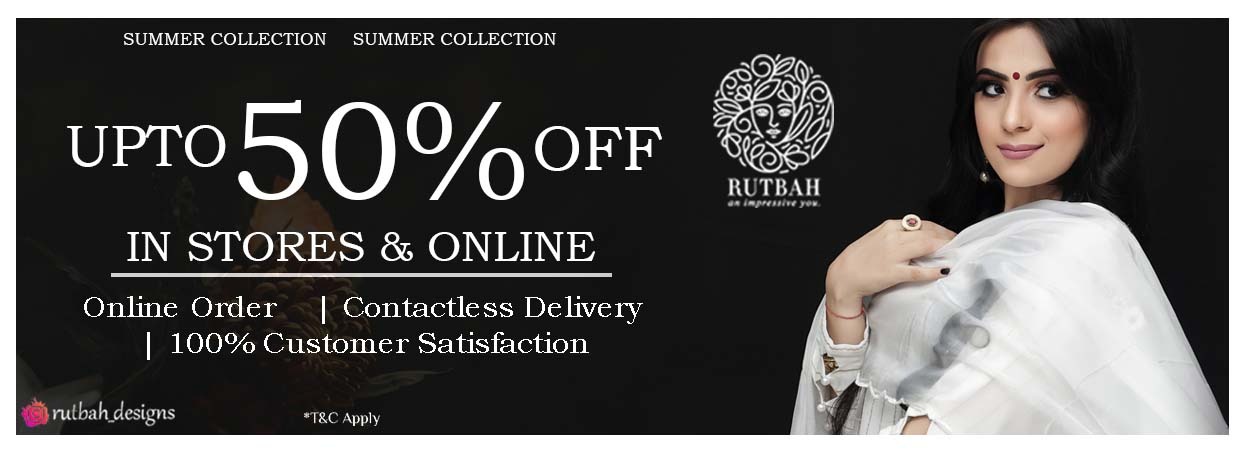 SUMMER COLLECTION SUMMER COLLECTION
UPTO 50% OFF
IN STORES & ONLINE
Online Order | Contactless Delivery
| 100% Customer Satisfaction
RUTBAH
an impressive you.
rutbah_designs
*T&C Apply